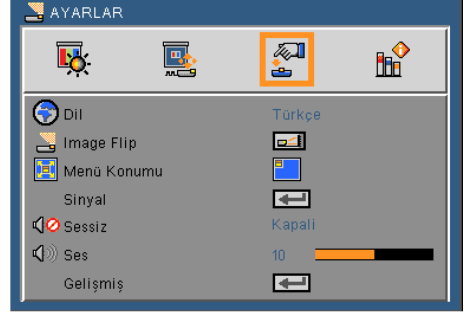 AYARLAR
Dil Türkçe
Image Flip
Menü Konumu
Sinyal
Sessiz Kapali
Ses 10
Gelişmiş